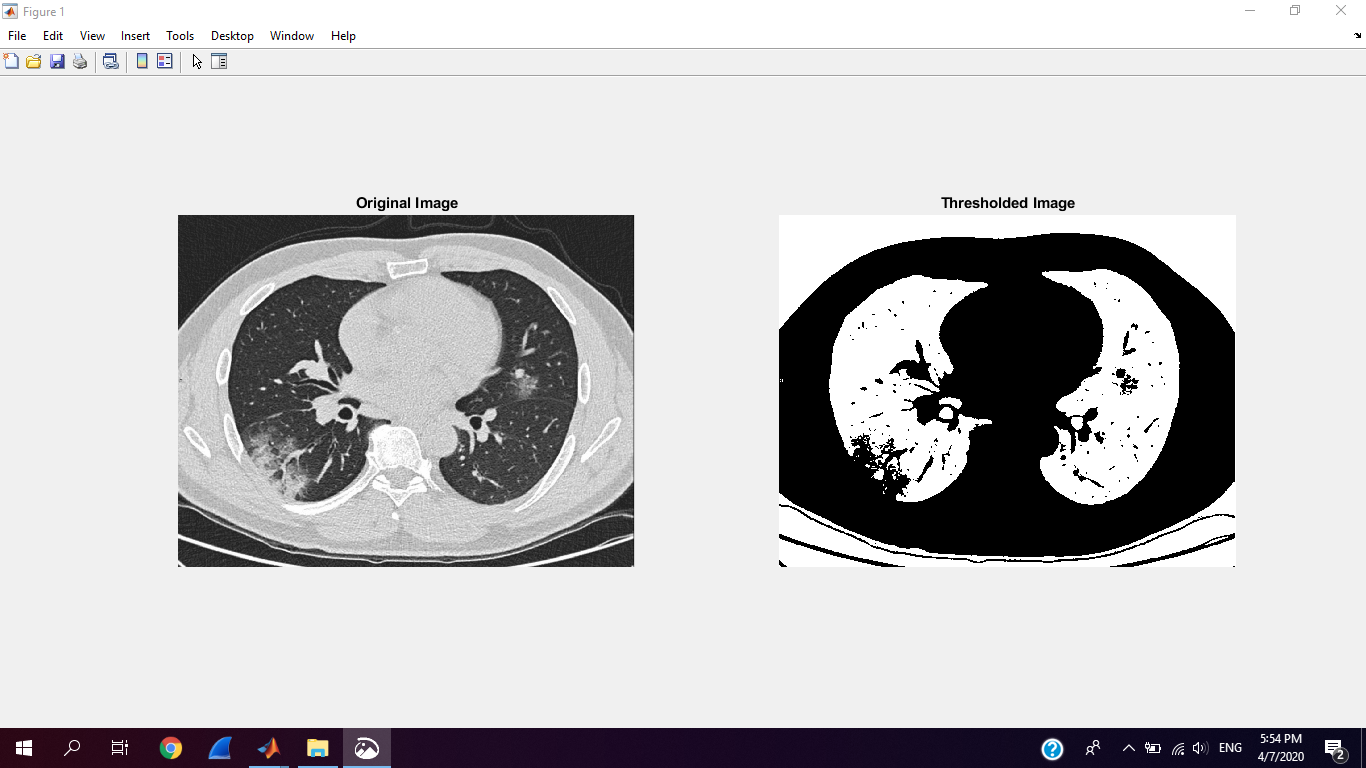 Figure 1
File Edit View Insert Tools Desktop Window Help
Original Image
Thresholded Image
ENG
5:54 PM
4/7/2020
2